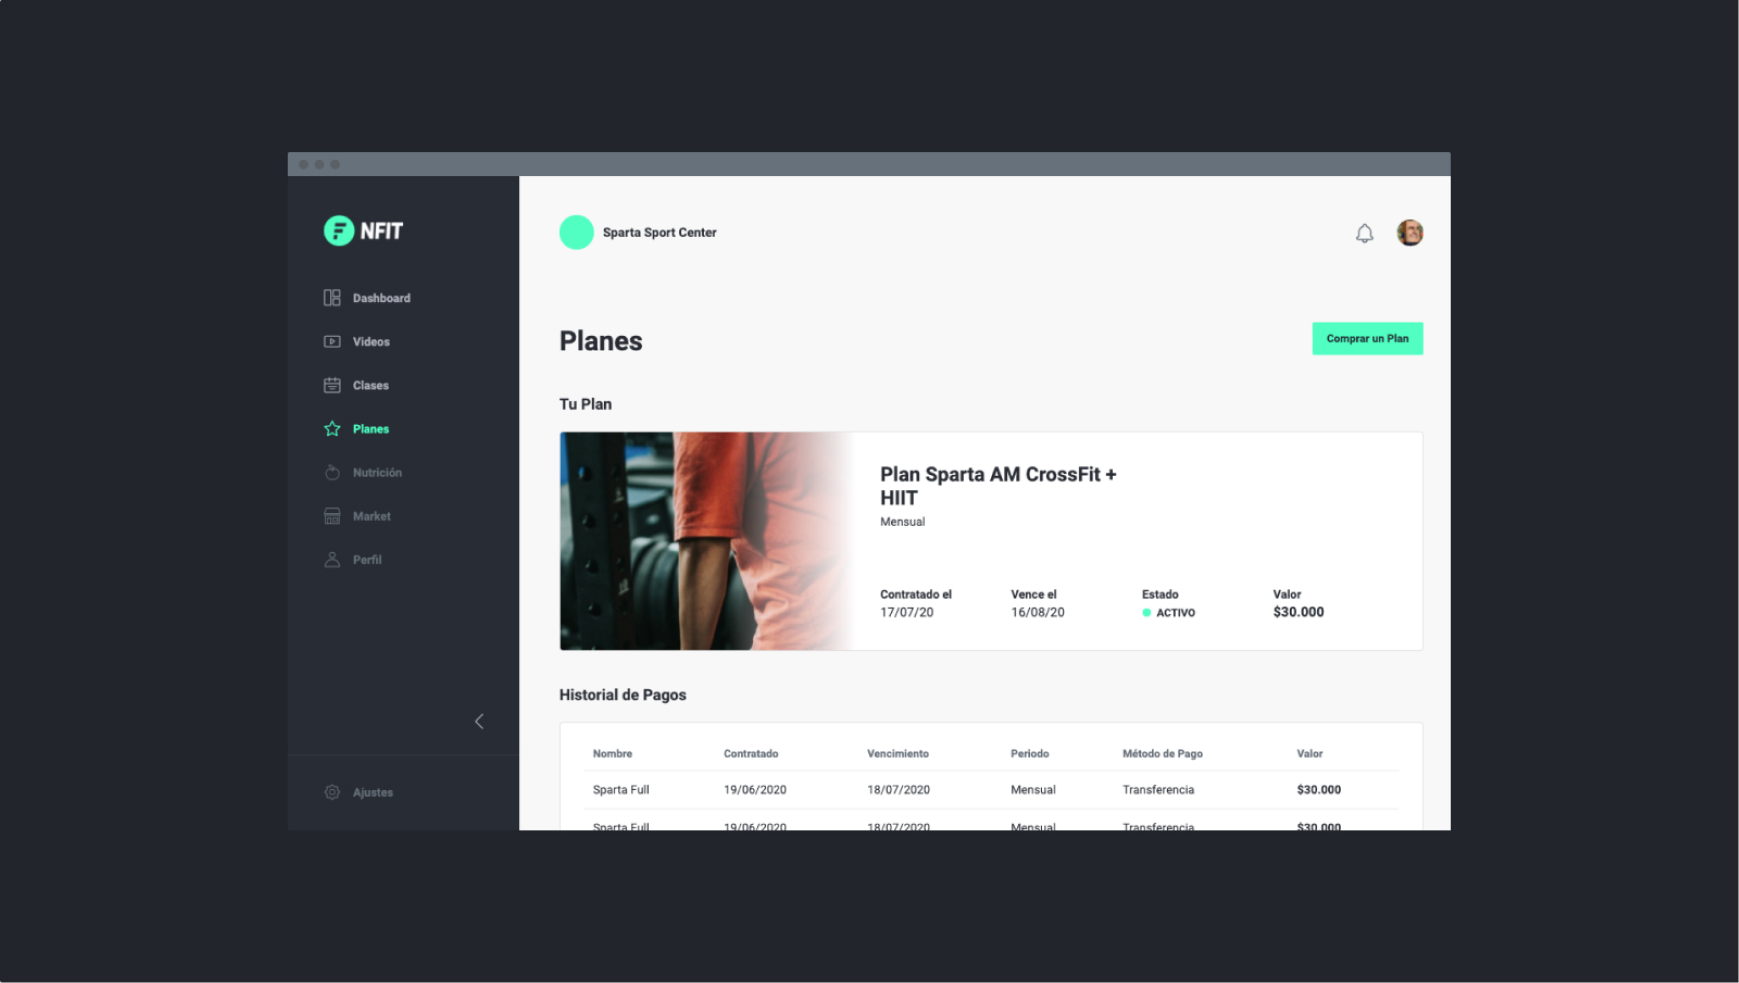 NFIT
Dashboard
Videos
Clases
Planes
Nutrición
Market
Perfil
Ajustes
Sparta Sport Center
Planes
Comprar un Plan
Tu Plan
Plan Sparta AM CrossFit +
HIIT
Mensual
Contratado el Vence el Estado Valor
17/07/20 16/08/20 ACTIVO $30.000
Historial de Pagos
Nombre Contratado Vencimiento Periodo Método de Pago Valor
Sparta Full 19/06/2020 18/07/2020 Mensual Transferencia $30.000
Sparta Full 19/06/2020 18/07/2020 Mensual Transferencia $30.000